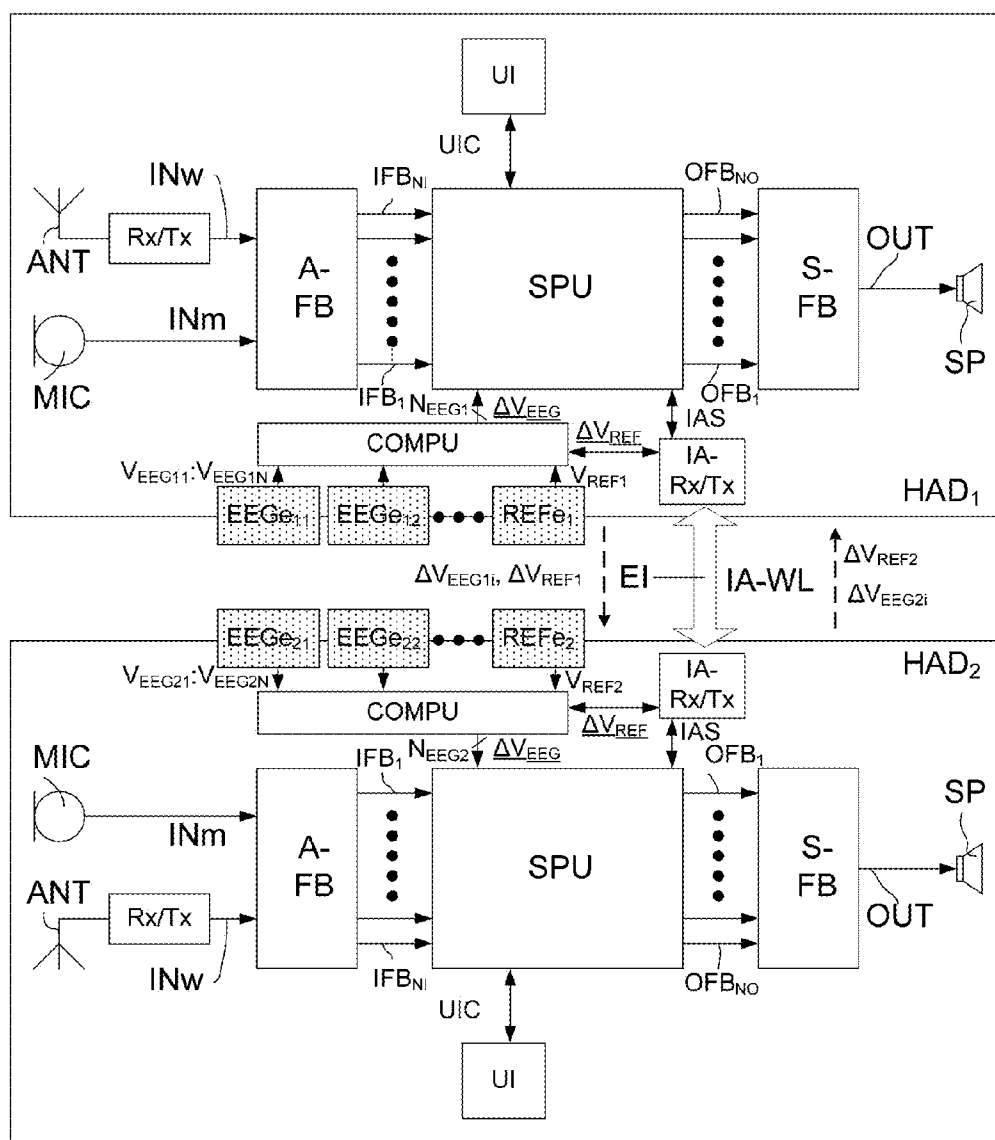 UI
UIC
INw
IFB_NI
OFB_NO
ANT
Rx/Tx
A-
FB
SPU
S-
FB
OUT
SP
INm
MIC
IFB_1
OFB_1
N_EEG1
ΔV_EEG
IAS
COMPU
ΔV_REF
IA-
Rx/Tx
V_EEG11:V_EEG1N
V_REF1
EEGe_11
EEGe_12
REFe_1
HAD_1
ΔV_EEG1i, ΔV_REF1
EI
IA-WL
ΔV_REF2
ΔV_EEG2i
EEGe_21
EEGe_22
REFe_2
HAD_2
V_EEG21:V_EEG2N
V_REF2
IA-
Rx/Tx
COMPU
ΔV_REF
IAS
N_EEG2
ΔV_EEG
MIC
IFB_1
OFB_1
SP
INm
A-
FB
SPU
S-
FB
ANT
Rx/Tx
OUT
INw
IFB_NI
OFB_NO
UIC
UI